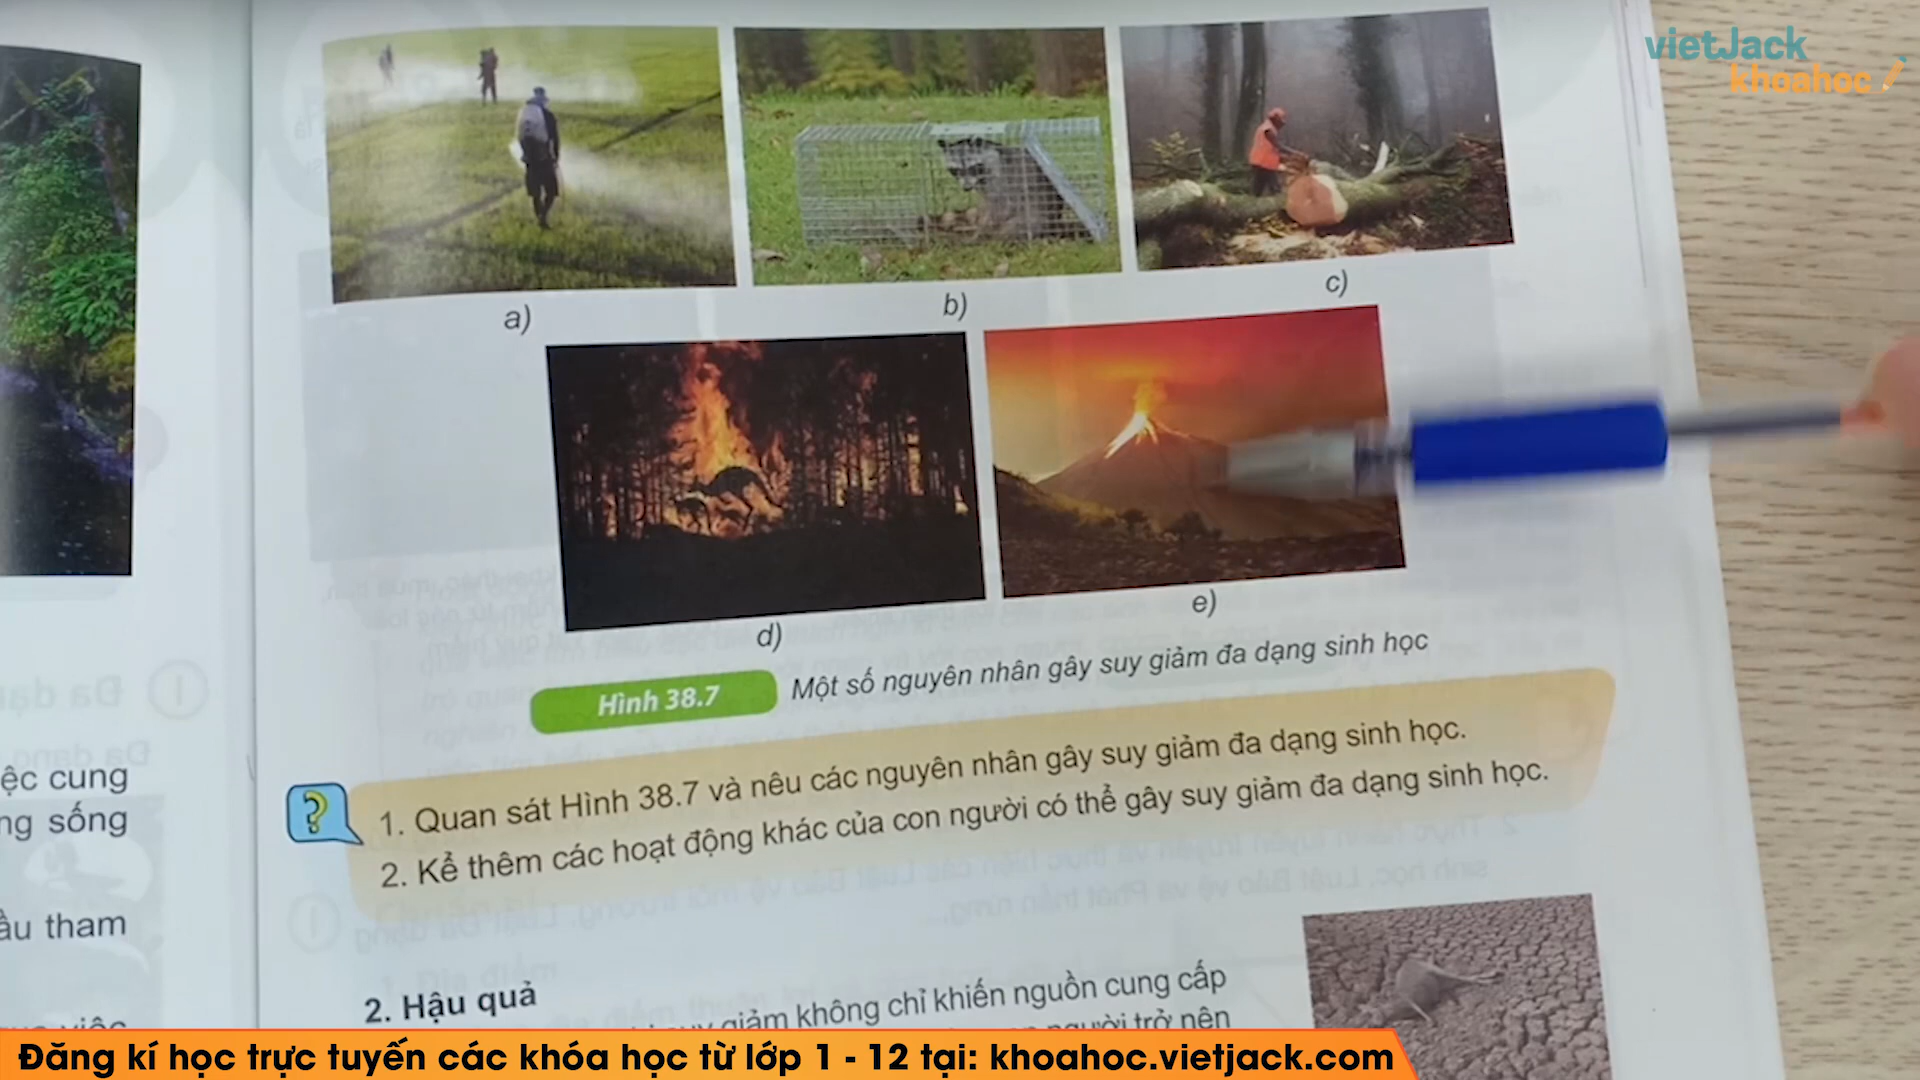 vietJack
khoahoc
a)
b)
c)
d)
e)
Hình 38.7 Một số nguyên nhân gây suy giảm đa dạng sinh học
?
1. Quan sát Hình 38.7 và nêu các nguyên nhân gây suy giảm đa dạng sinh học.
2. Kể thêm các hoạt động khác của con người có thể gây suy giảm đa dạng sinh học.
ệc cung
ng sống
ầu tham
2. Hậu quả
suy giảm không chỉ khiến nguồn cung cấp
người trở nên
Đăng kí học trực tuyến các khóa học từ lớp 1 - 12 tại: khoahoc.vietjack.com